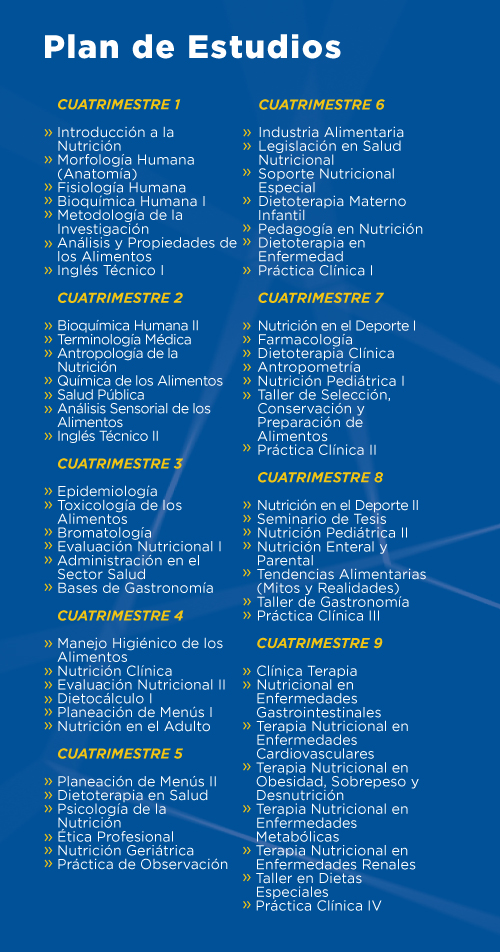 Plan de Estudios
CUATRIMESTRE 1
» Introducción a la
Nutrición
» Morfología Humana
(Anatomía)
» Fisiología Humana
» Bioquímica Humana I
» Metodología de la
Investigación
» Análisis y Propiedades de
los Alimentos
» Inglés Técnico I
CUATRIMESTRE 2
» Bioquímica Humana II
» Terminología Médica
» Antropología de la
Nutrición
» Química de los Alimentos
» Salud Pública
» Análisis Sensorial de los
Alimentos
» Inglés Técnico II
CUATRIMESTRE 3
» Epidemiología
» Toxicología de los
Alimentos
» Bromatología
» Evaluación Nutricional I
» Administración en el
Sector Salud
» Bases de Gastronomía
CUATRIMESTRE 4
» Manejo Higiénico de los
Alimentos
» Nutrición Clínica
» Evaluación Nutricional II
» Dietocálculo I
» Planeación de Menús I
» Nutrición en el Adulto
CUATRIMESTRE 5
» Planeación de Menús II
» Dietoterapia en Salud
» Psicología de la
Nutrición
» Ética Profesional
» Nutrición Geriátrica
» Práctica de Observación
CUATRIMESTRE 6
» Industria Alimentaria
» Legislación en Salud
Nutricional
» Soporte Nutricional
Especial
» Dietoterapia Materno
Infantil
» Pedagogía en Nutrición
» Dietoterapia en
Enfermedad
» Práctica Clínica I
CUATRIMESTRE 7
» Nutrición en el Deporte I
» Farmacología
» Dietoterapia Clínica
» Antropometría
» Nutrición Pediátrica I
» Taller de Selección,
Conservación y
Preparación de
Alimentos
» Práctica Clínica II
CUATRIMESTRE 8
» Nutrición en el Deporte II
» Seminario de Tesis
» Nutrición Pediátrica II
» Nutrición Enteral y
Parental
» Tendencias Alimentarias
(Mitos y Realidades)
» Taller de Gastronomía
» Práctica Clínica III
CUATRIMESTRE 9
» Clínica Terapia
» Nutricional en
Enfermedades
Gastrointestinales
» Terapia Nutricional en
Enfermedades
Cardiovasculares
» Terapia Nutricional en
Obesidad, Sobrepeso y
Desnutrición
» Terapia Nutricional en
Enfermedades
Metabólicas
» Terapia Nutricional en
Enfermedades Renales
» Taller en Dietas
Especiales
» Práctica Clínica IV